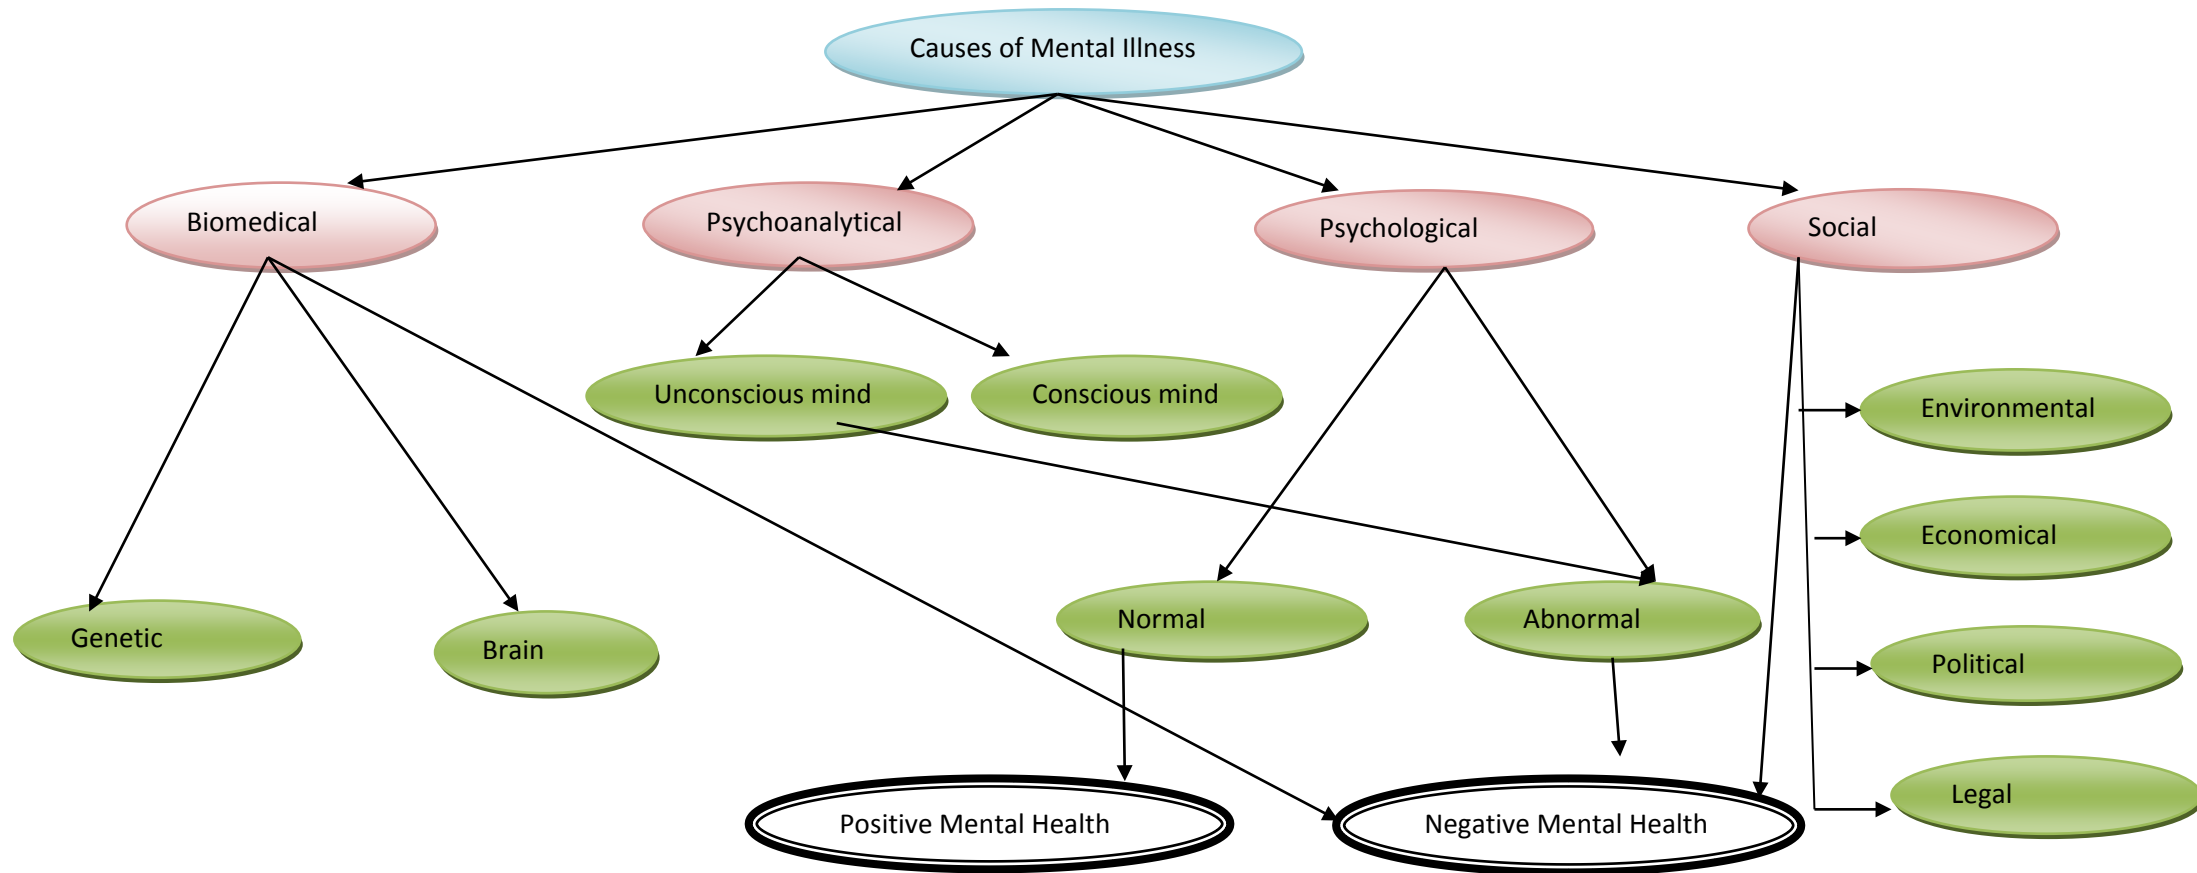 Causes of Mental Illness
Biomedical
Psychoanalytical
Psychological
Social
Unconscious mind
Conscious mind
Environmental
Economical
Genetic
Brain
Normal
Abnormal
Political
Positive Mental Health
Negative Mental Health
Legal